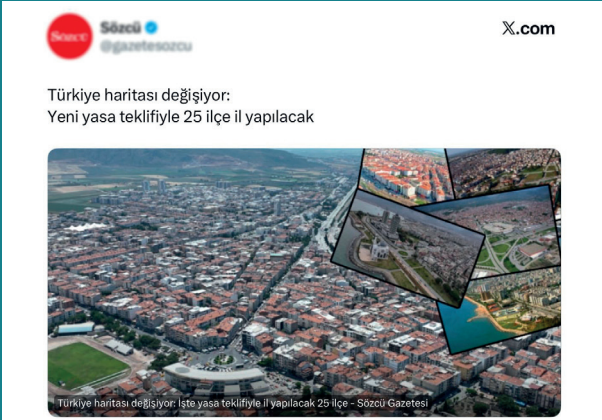 Sözcü
Sözcü
@gazetesozcu
X.com
Türkiye haritası değişiyor:
Yeni yasa teklifiyle 25 ilçe il yapılacak
Türkiye haritası değişiyor: İşte yasa teklifiyle il yapılacak 25 ilçe - Sözcü Gazetesi